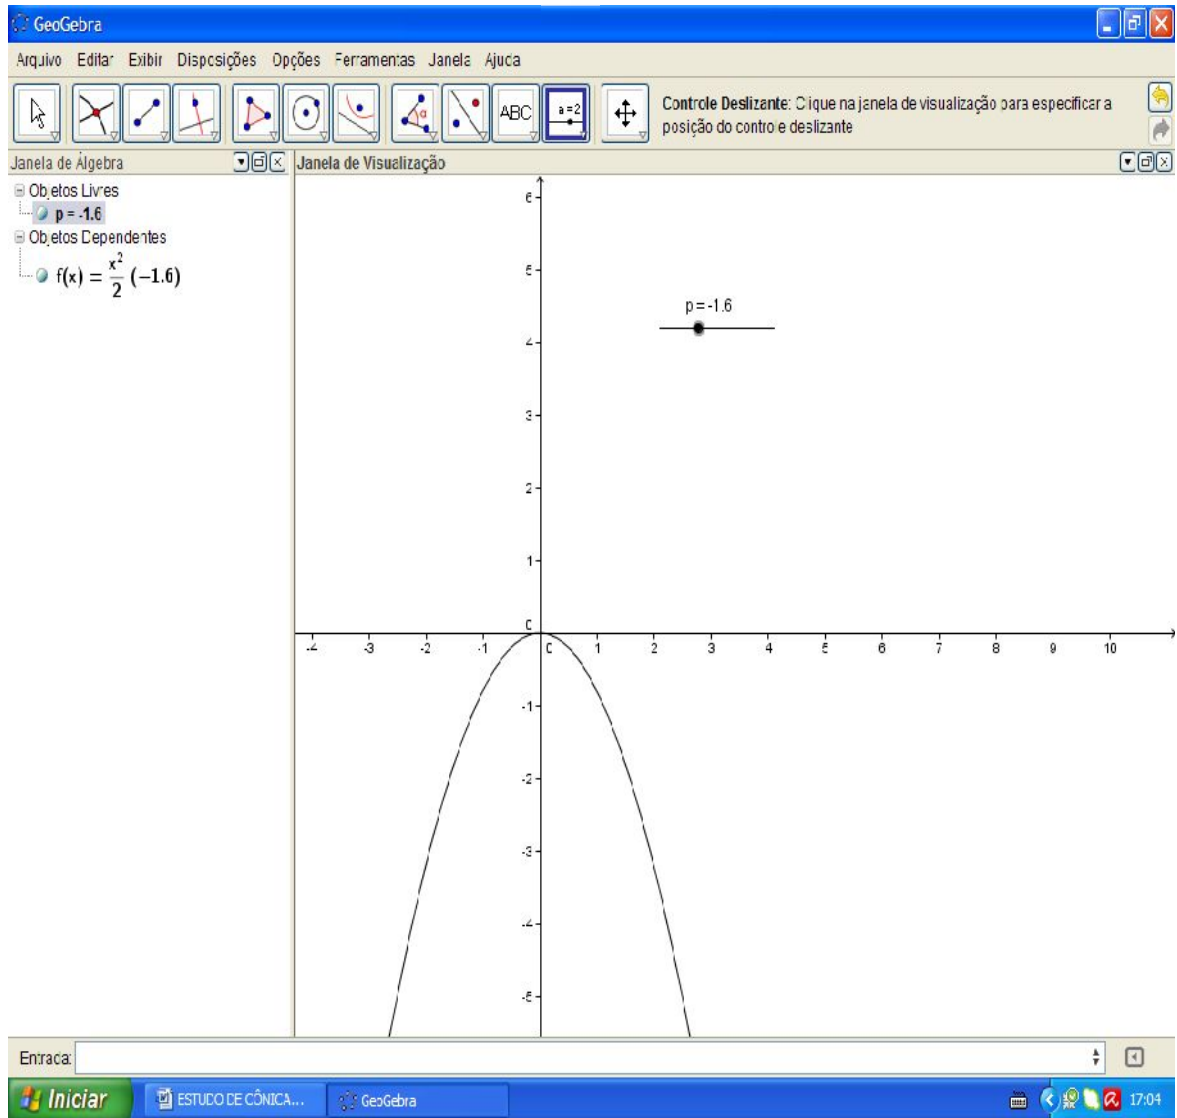 GeoGebra
Arquivo Editar Exibir Disposições Opções Ferramentas Janela Ajuda
ABC
a=2
Controle Deslizante: Clique na janela de visualização para especificar a
posição do controle deslizante
Janela de Álgebra
Janela de Visualização
Objetos Livres
p = -1.6
Objetos Dependentes
f(x) = x²/2 (−1.6)
p = -1.6
6
5
4
3
2
1
0
-4 -3 -2 -1 0 1 2 3 4 5 6 7 8 9 10
-1
-2
-3
-4
-5
Entrada:
Iniciar
ESTUDO DE CÔNICA...
GeoGebra
17:04